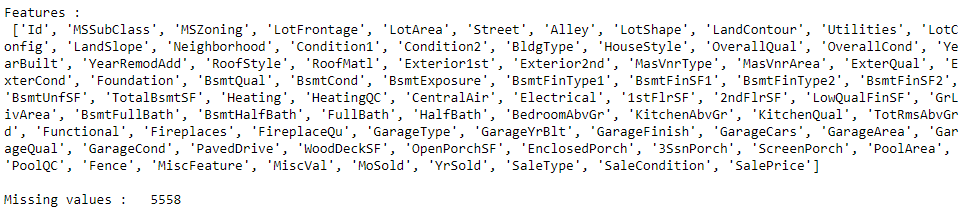 Features :
['Id', 'MSSubClass', 'MSZoning', 'LotFrontage', 'LotArea', 'Street', 'Alley', 'LotShape', 'LandContour', 'Utilities', 'LotC
onfig', 'LandSlope', 'Neighborhood', 'Condition1', 'Condition2', 'BldgType', 'HouseStyle', 'OverallQual', 'OverallCond', 'Ye
arBuilt', 'YearRemodAdd', 'RoofStyle', 'RoofMatl', 'Exterior1st', 'Exterior2nd', 'MasVnrType', 'MasVnrArea', 'ExterQual', 'E
xterCond', 'Foundation', 'BsmtQual', 'BsmtCond', 'BsmtExposure', 'BsmtFinType1', 'BsmtFinSF1', 'BsmtFinType2', 'BsmtFinSF2',
'BsmtUnfSF', 'TotalBsmtSF', 'Heating', 'HeatingQC', 'CentralAir', 'Electrical', '1stFlrSF', '2ndFlrSF', 'LowQualFinSF', 'GrL
ivArea', 'BsmtFullBath', 'BsmtHalfBath', 'FullBath', 'HalfBath', 'BedroomAbvGr', 'KitchenAbvGr', 'KitchenQual', 'TotRmsAbvGr
d', 'Functional', 'Fireplaces', 'FireplaceQu', 'GarageType', 'GarageYrBlt', 'GarageFinish', 'GarageCars', 'GarageArea', 'Gar
ageQual', 'GarageCond', 'PavedDrive', 'WoodDeckSF', 'OpenPorchSF', 'EnclosedPorch', '3SsnPorch', 'ScreenPorch', 'PoolArea',
'PoolQC', 'Fence', 'MiscFeature', 'MiscVal', 'MoSold', 'YrSold', 'SaleType', 'SaleCondition', 'SalePrice']
Missing values :   5558